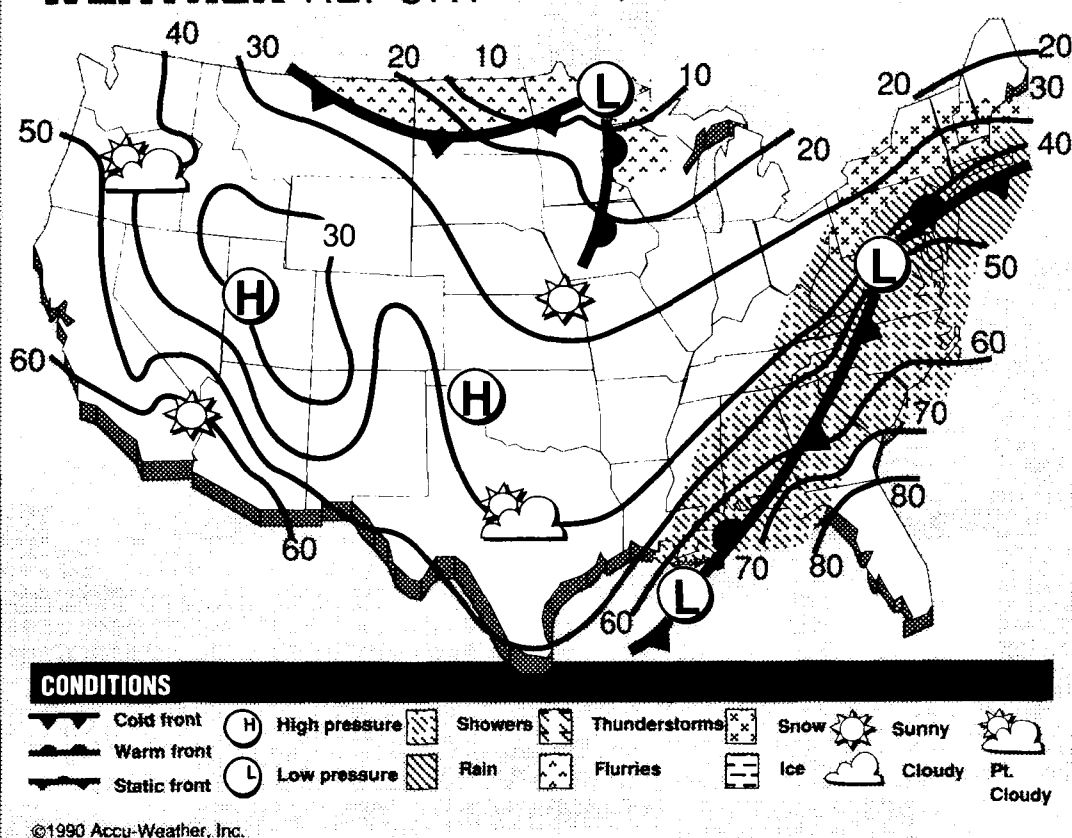 40 30 20 10 10 20
20 30
50 40
20
30
H L
50
60 60
H
70
80
60 70 80
L
60
CONDITIONS
Cold front H High pressure Showers Thunderstorms Snow Sunny
Warm front
Static front L Low pressure Rain Flurries Ice Cloudy Pt. Cloudy
©1990 Accu-Weather, Inc.